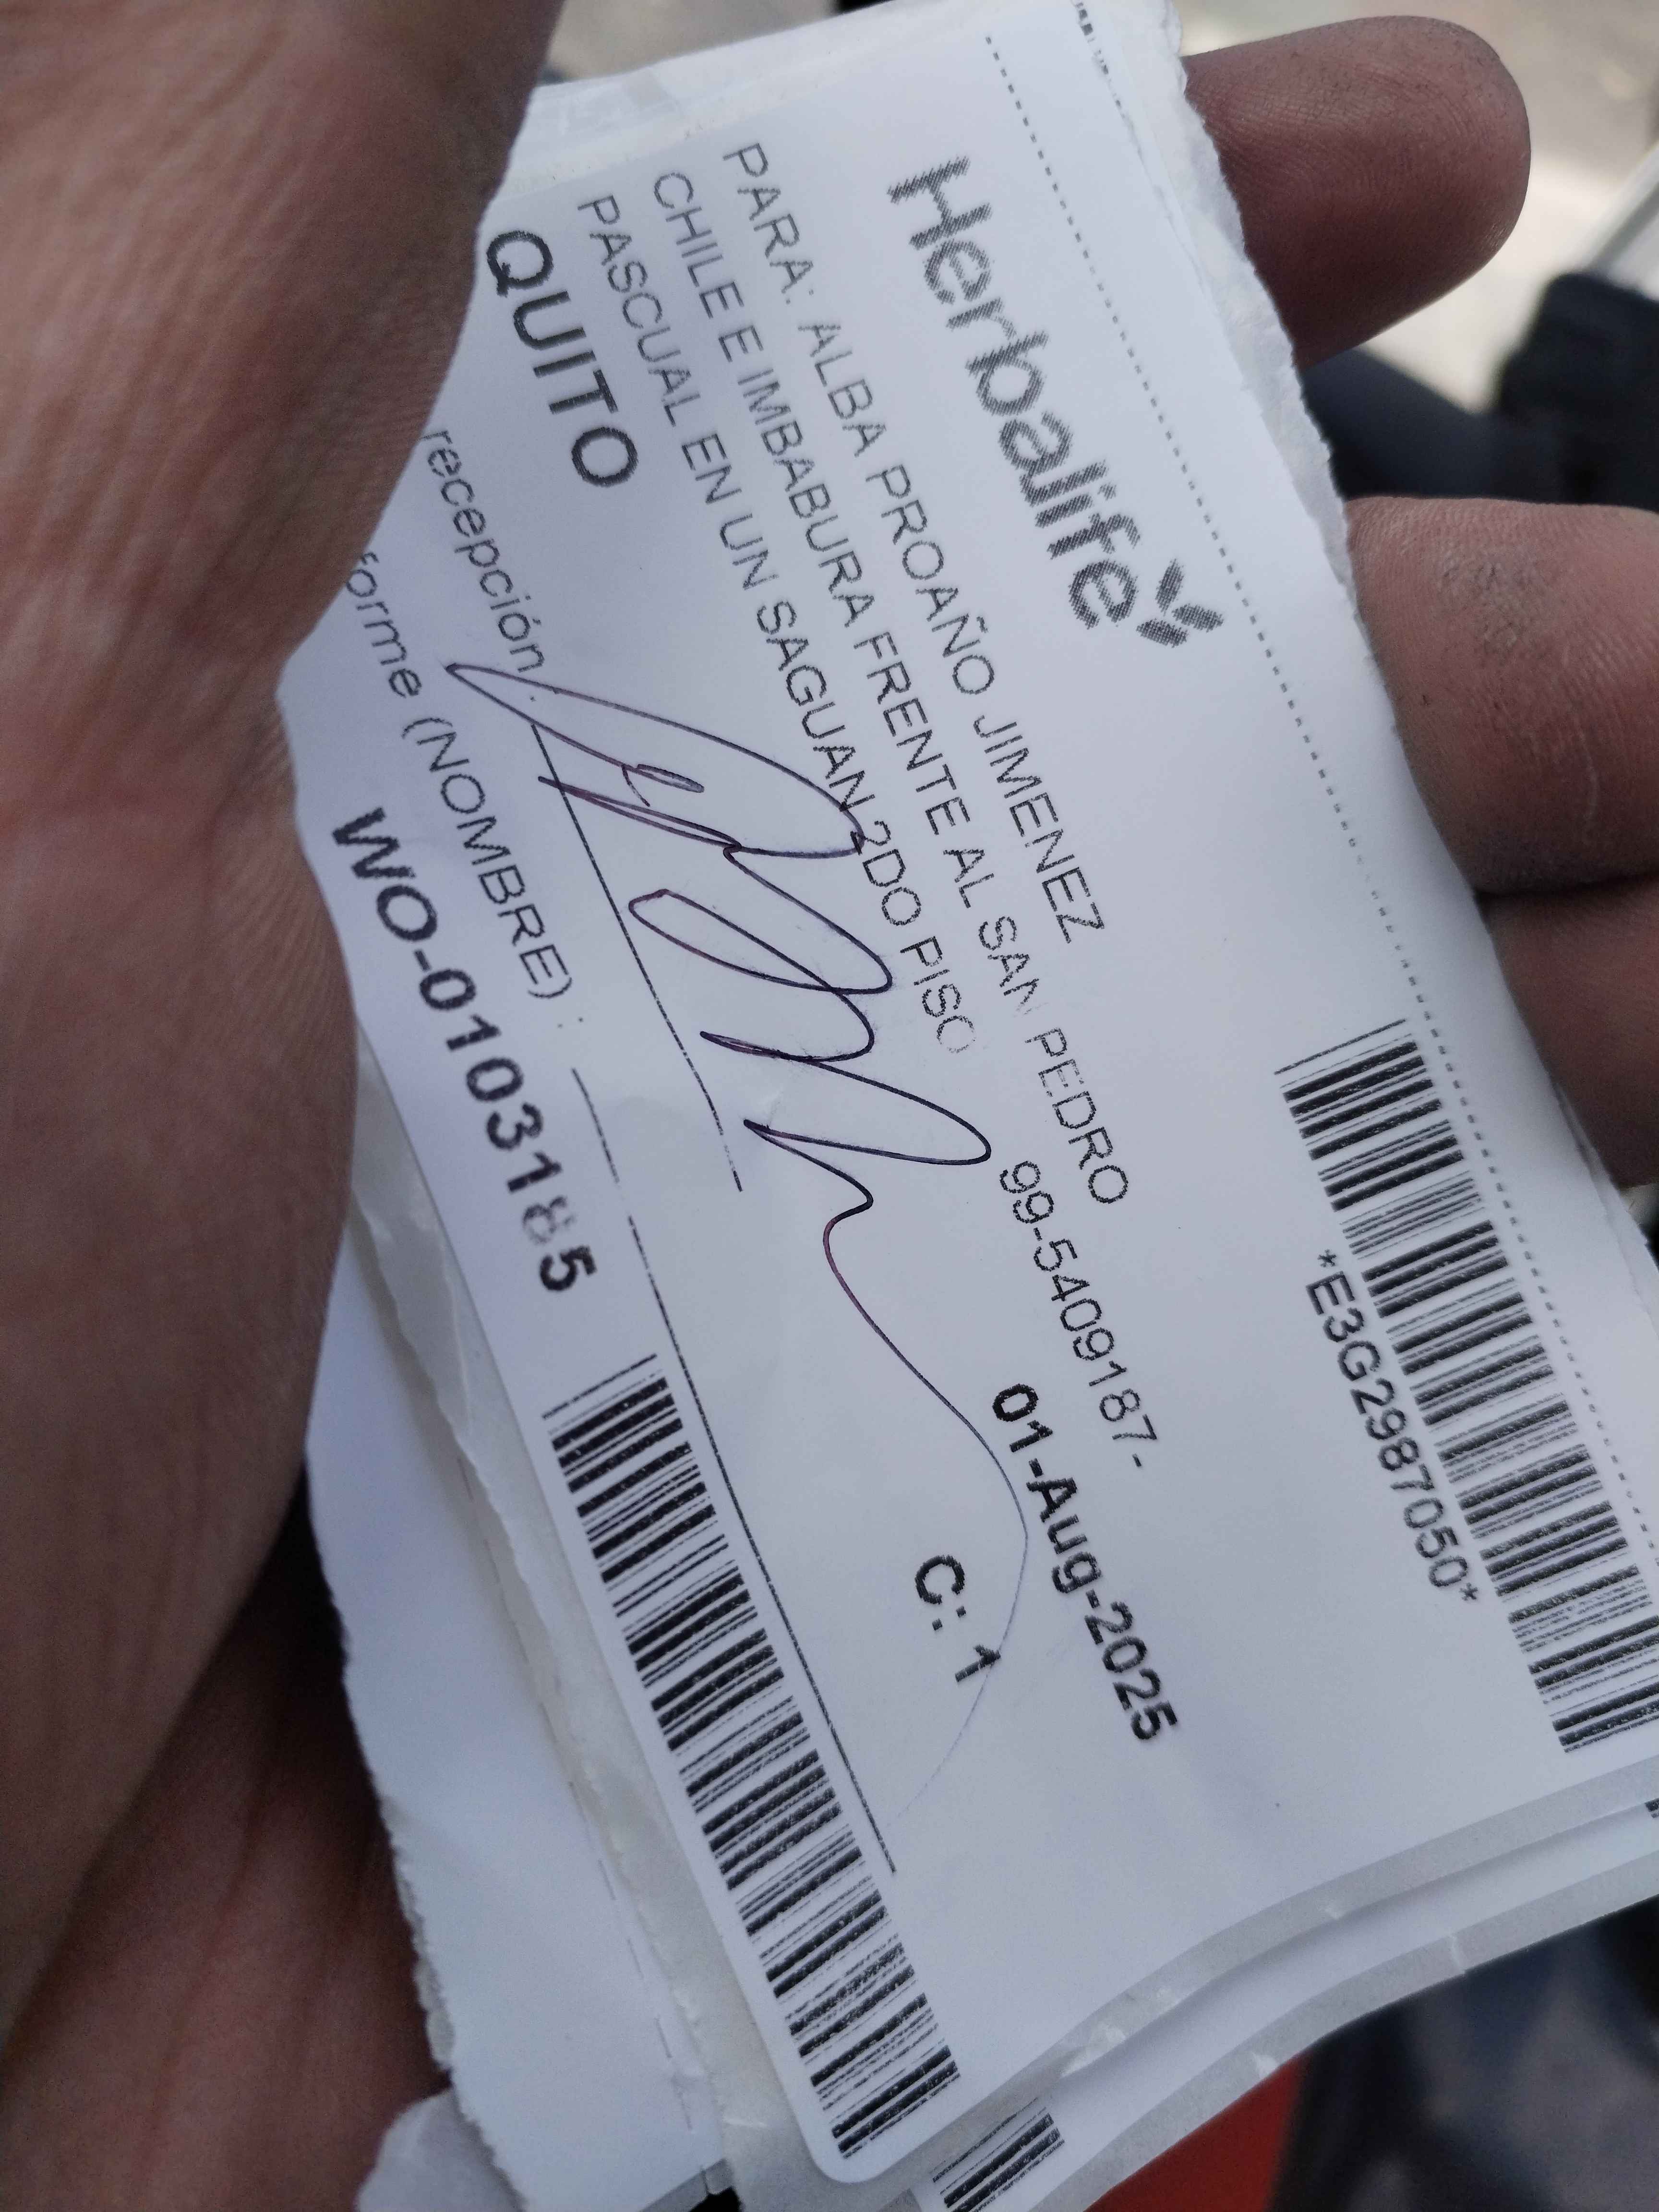 *E3G2987050*
Herbalife
PARA: ALBA PROAÑO JIMENEZ
CHILE E IMBABURA FRENTE AL SAN PEDRO
PASCUAL EN UN SAGUAN 2DO PISO
99-5409187-
01-Aug-2025
QUITO
C: 1
recepción:
forme (NOMBRE) :
WO-0103185